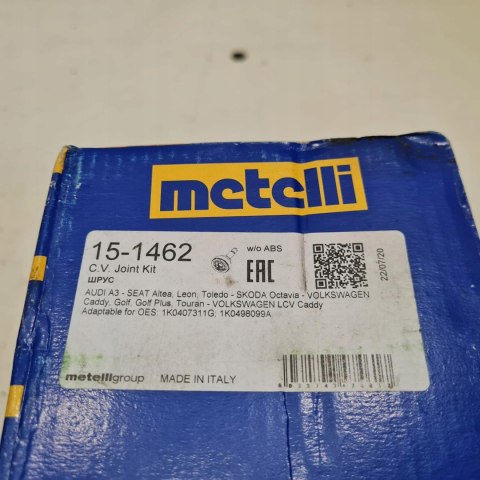 metelli
15-1462
w/o ABS
C.V. Joint Kit
ШРУС
EAC
22/07/20
AUDI A3 - SEAT Altea, Leon, Toledo - SKODA Octavia - VOLKSWAGEN
Caddy, Golf, Golf Plus, Touran - VOLKSWAGEN LCV Caddy
Adaptable for OES: 1K0407311G; 1K0498099A
metelligroup
MADE IN ITALY